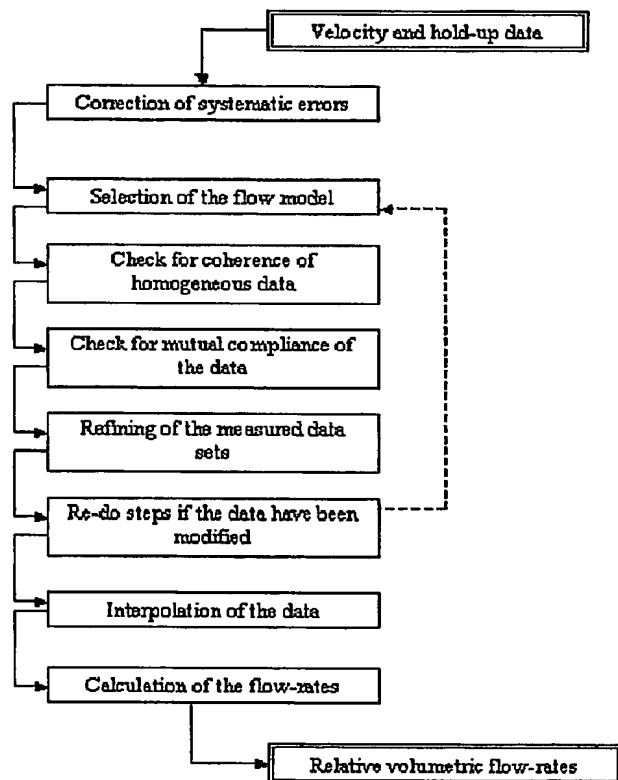 Velocity and hold-up data
Correction of systematic errors
Selection of the flow model
Check for coherence of
homogeneous data
Check for mutual compliance of
the data
Refining of the measured data
sets
Re-do steps if the data have been
modified
Interpolation of the data
Calculation of the flow-rates
Relative volumetric flow-rates